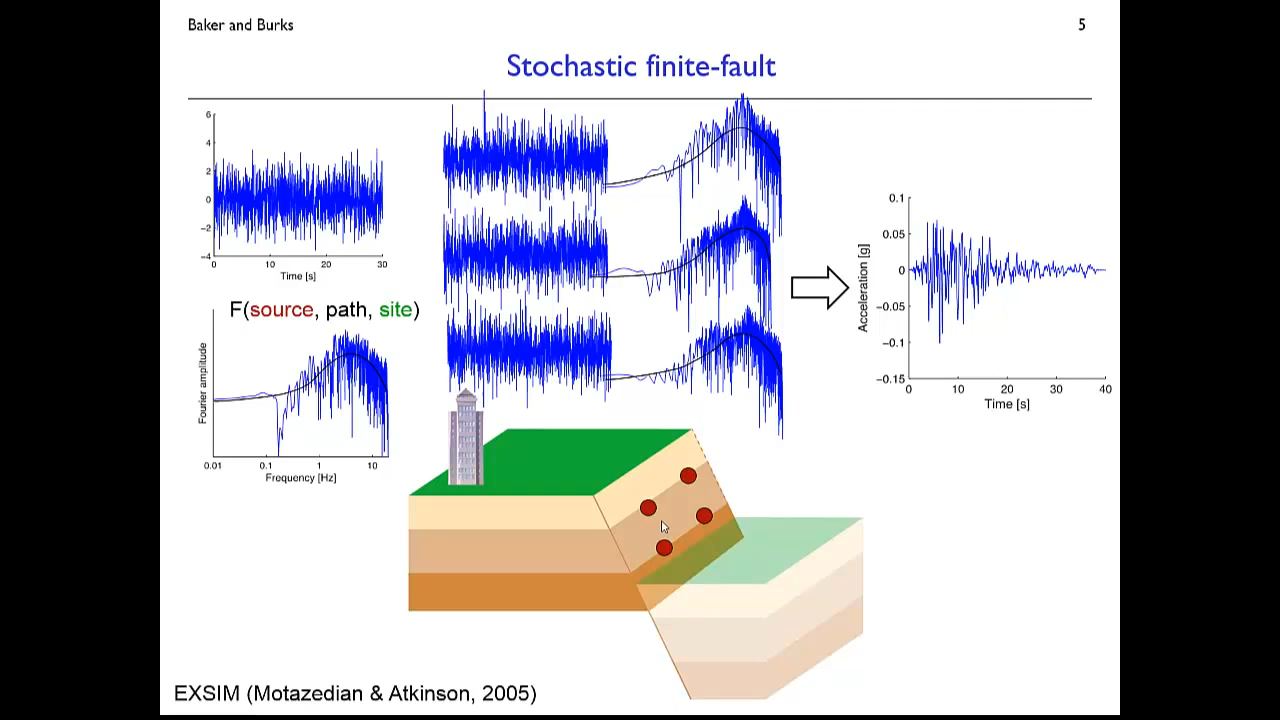 Baker and Burks
5
Stochastic finite-fault
6
4
2
0
−2
−4
0 10 20 30
Time [s]
F(source, path, site)
Fourier amplitude
0.01 0.1 1 10
Frequency [Hz]
0.1
0.05
0
−0.05
−0.1
−0.15
Acceleration [g]
0 10 20 30 40
Time [s]
EXSIM (Motazedian & Atkinson, 2005)